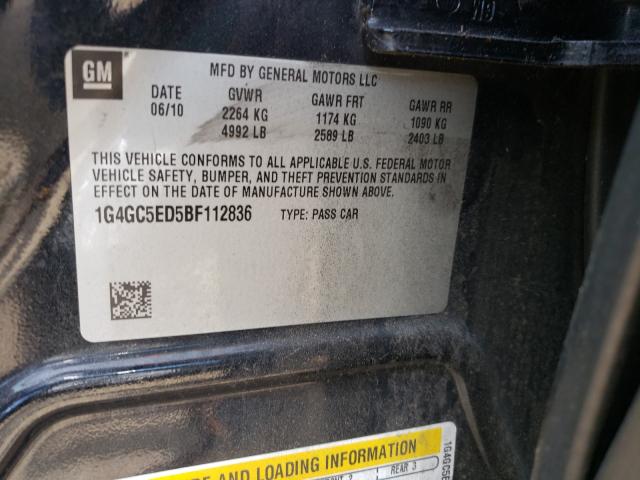 GM
MFD BY GENERAL MOTORS LLC
DATE GVWR GAWR FRT GAWR RR
06/10 2264 KG 1174 KG 1090 KG
4992 LB 2589 LB 2403 LB
THIS VEHICLE CONFORMS TO ALL APPLICABLE U.S. FEDERAL MOTOR
VEHICLE SAFETY, BUMPER, AND THEFT PREVENTION STANDARDS IN
EFFECT ON THE DATE OF MANUFACTURE SHOWN ABOVE.
1G4GC5ED5BF112836 TYPE: PASS CAR
AND LOADING INFORMATION
REAR 3
1G4GC5E